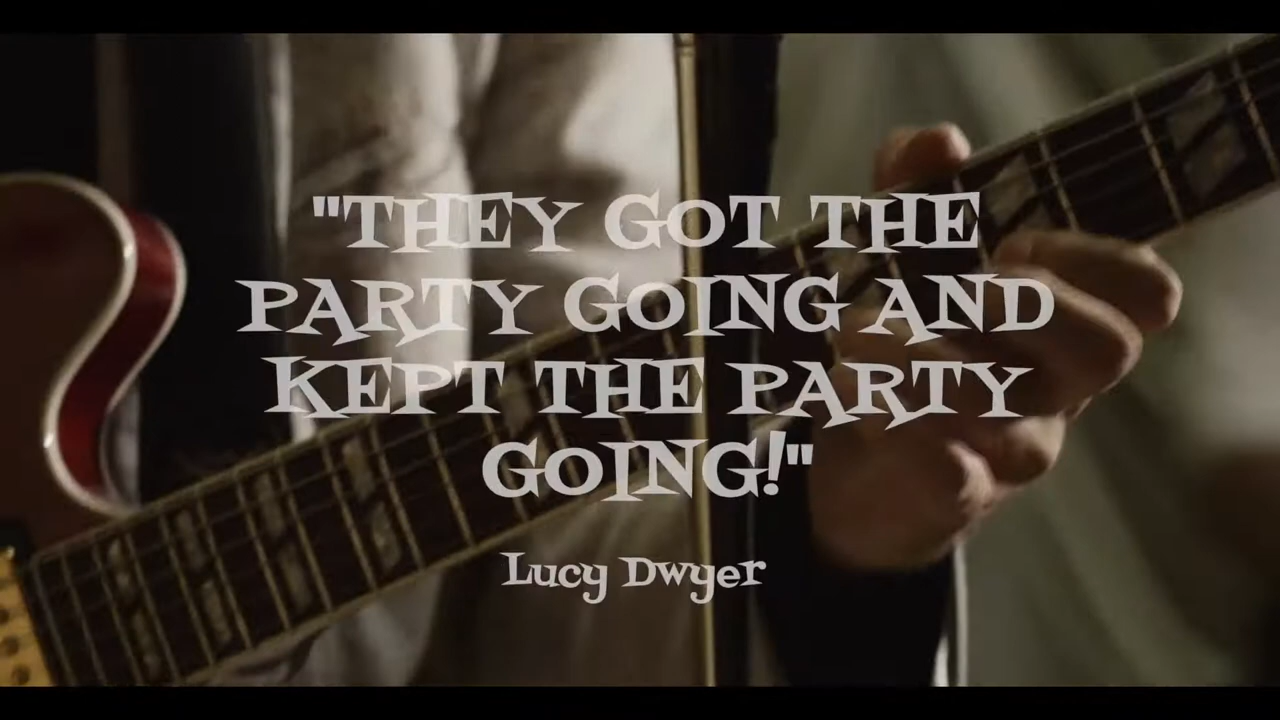 "THEY GOT THE
PARTY GOING AND
KEPT THE PARTY
GOING!"
Lucy Dwyer